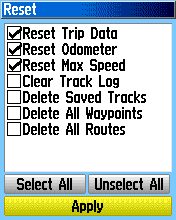 Reset
Reset Trip Data
Reset Odometer
Reset Max Speed
Clear Track Log
Delete Saved Tracks
Delete All Waypoints
Delete All Routes
Select All Unselect All
Apply